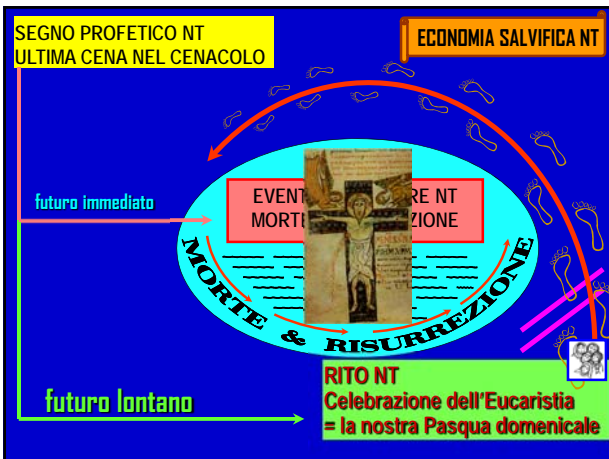 SEGNO PROFETICO NT
ULTIMA CENA NEL CENACOLO
ECONOMIA SALVIFICA NT
futuro immediato
EVENT RE NT
MORTE ZIONE
MORTE & RISURREZIONE
futuro lontano
RITO NT
Celebrazione dell'Eucaristia
= la nostra Pasqua domenicale